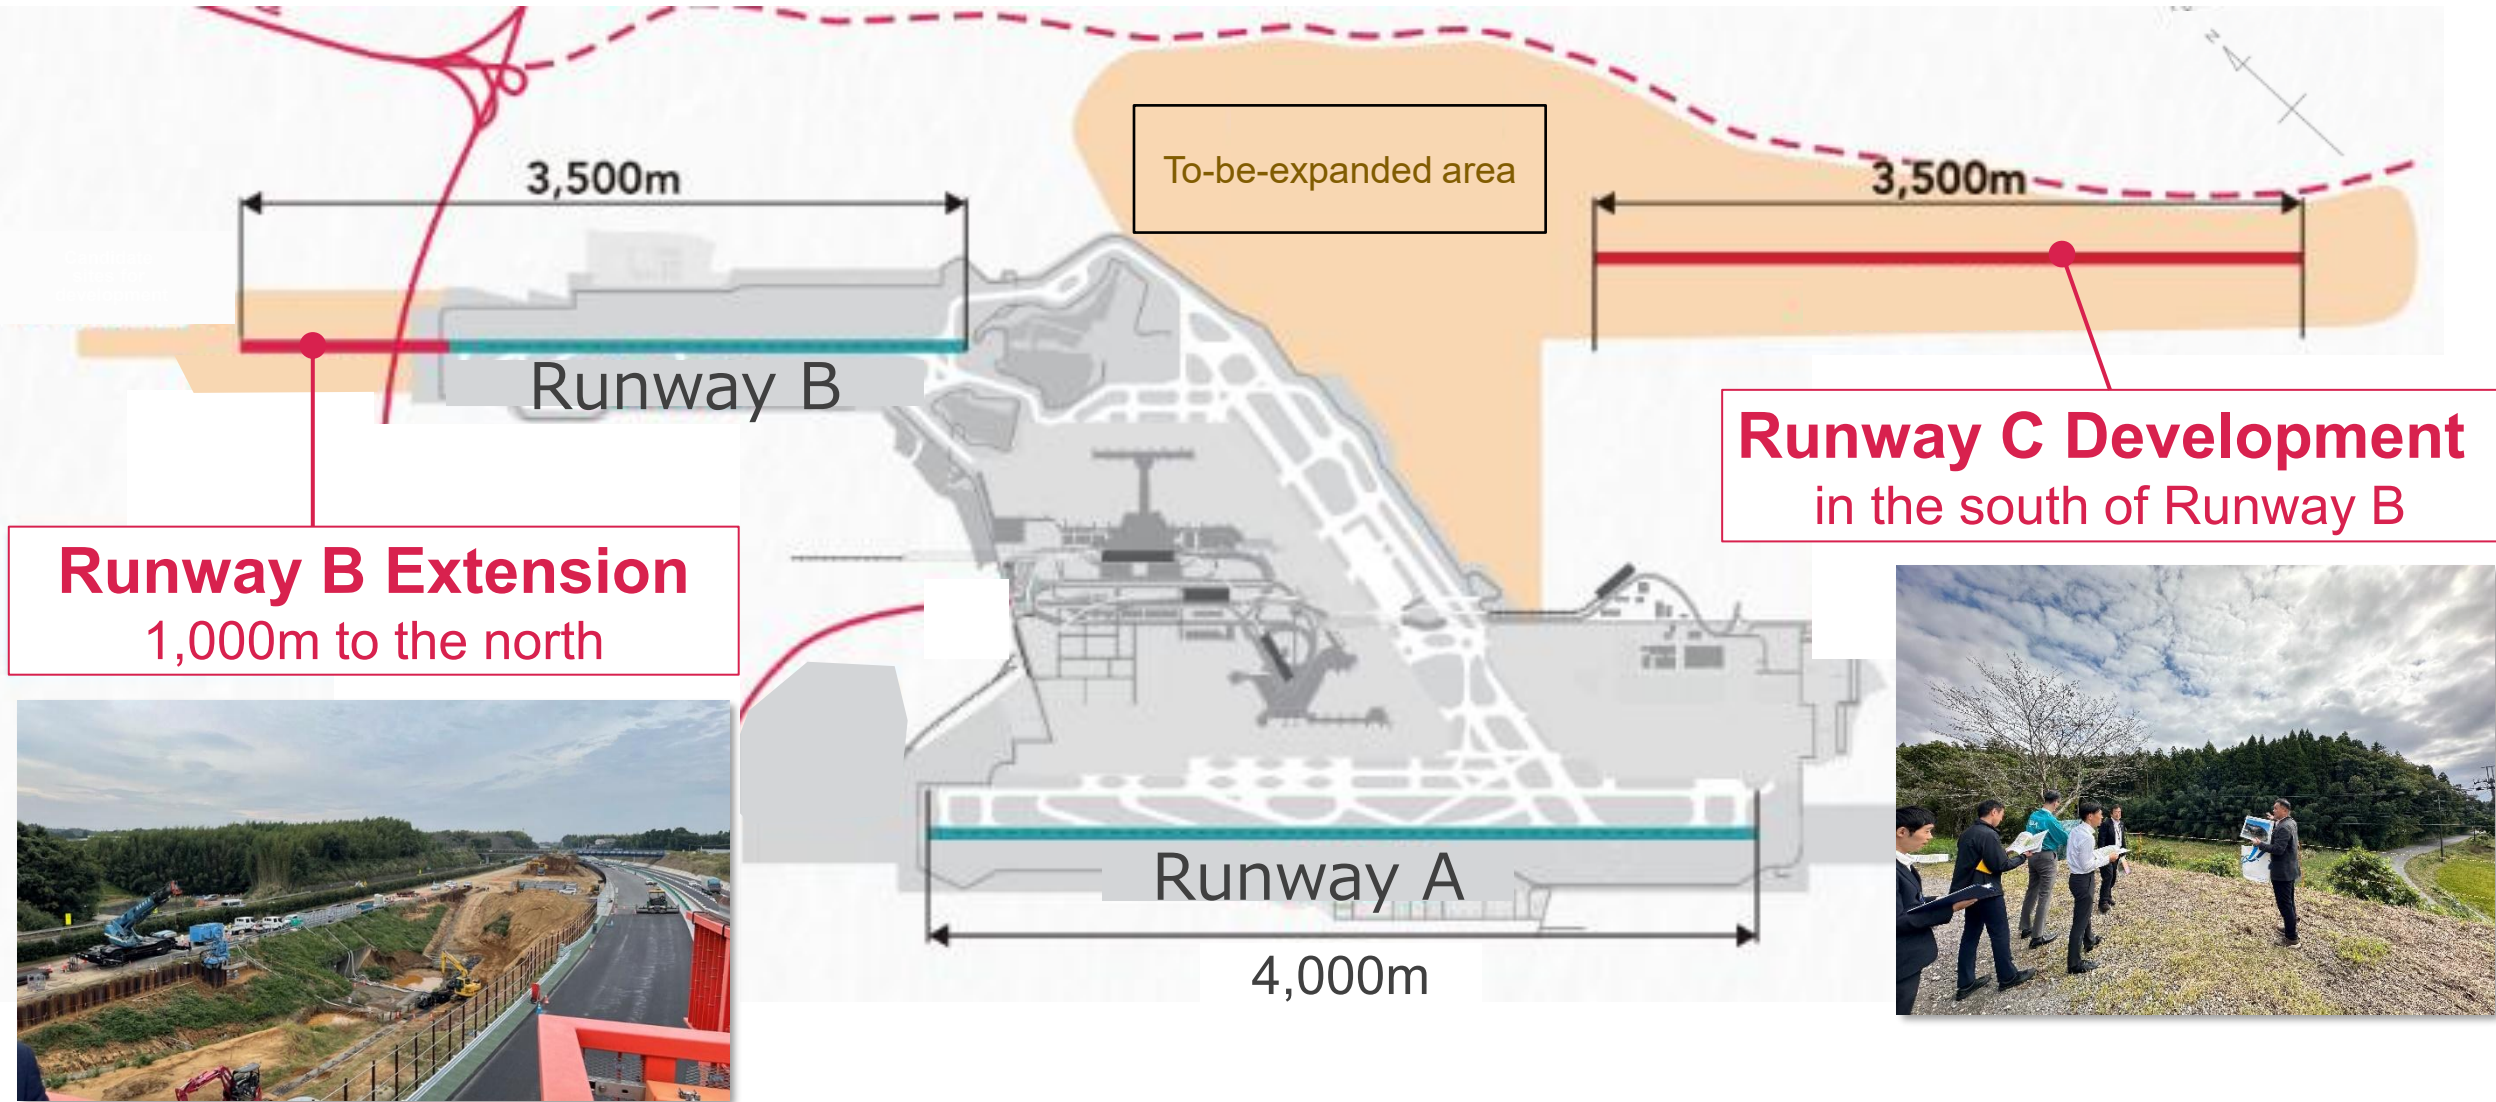 N
3,500m
To-be-expanded area
3,500m
Runway B
Runway C Development
in the south of Runway B
Runway B Extension
1,000m to the north
Runway A
4,000m